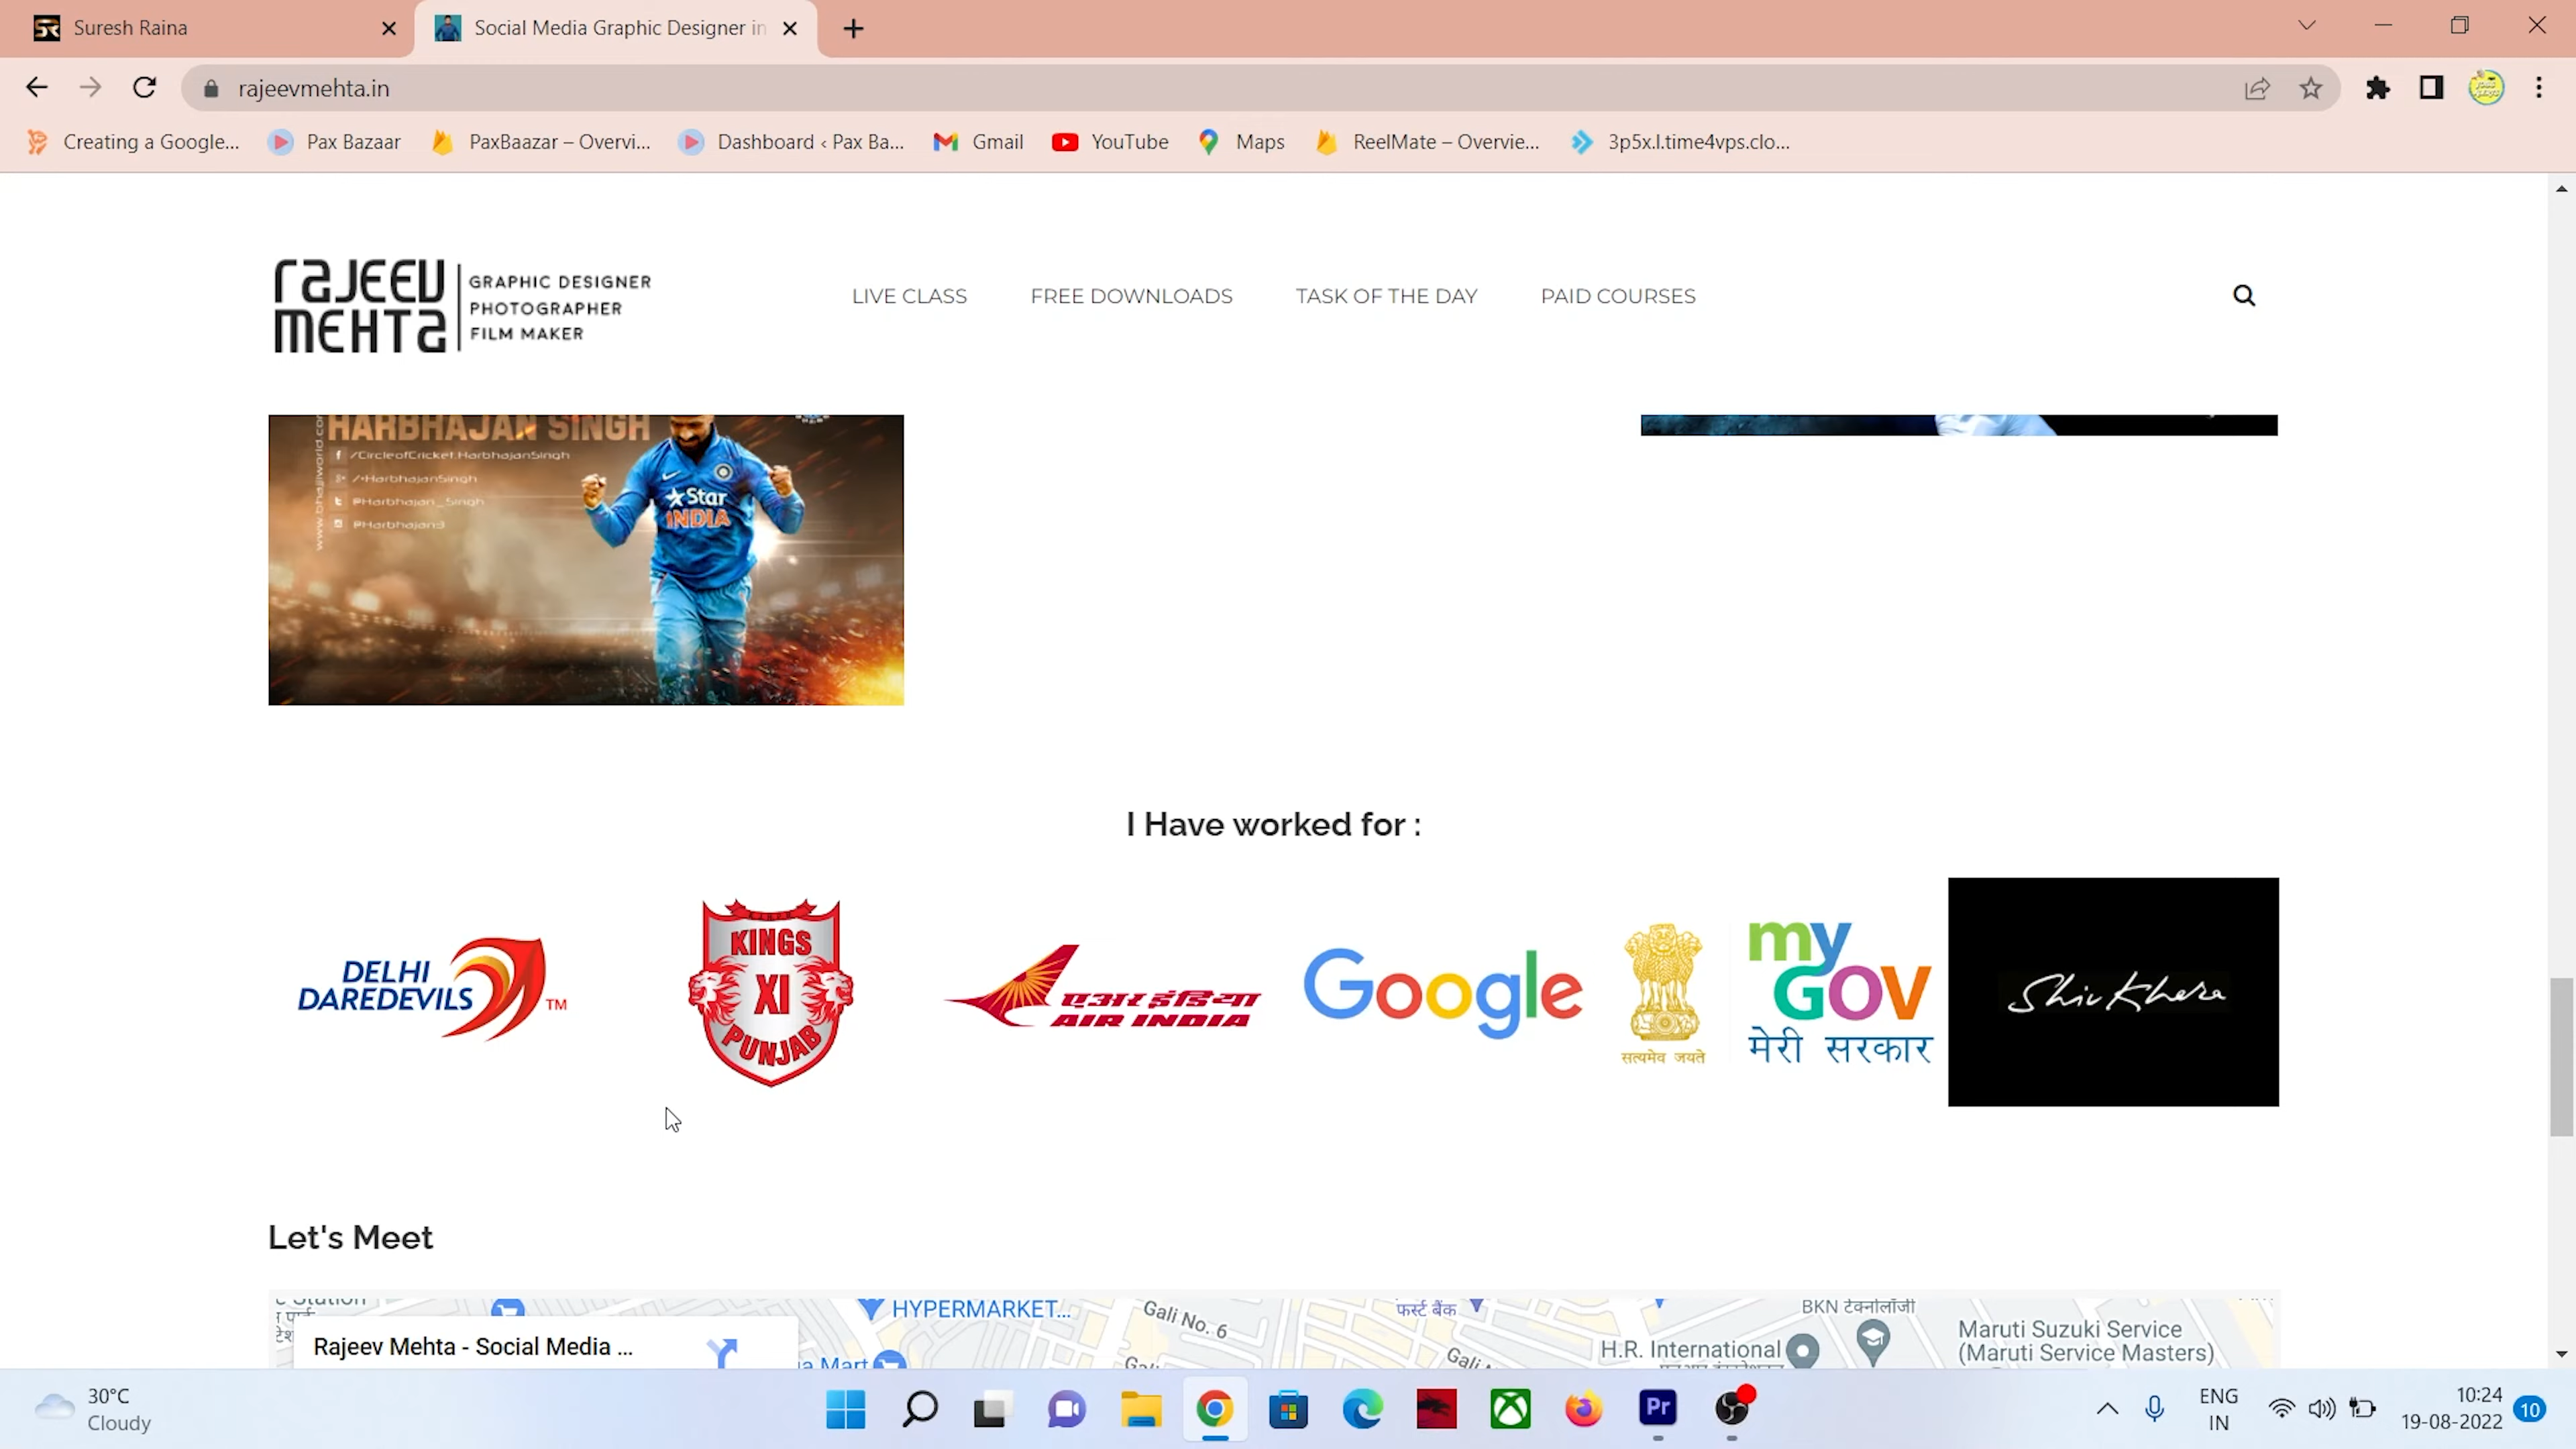 Suresh Raina
Social Media Graphic Designer in
rajeevmehta.in
Creating a Google...
Pax Bazaar
PaxBaazar – Overvi...
Dashboard ‹ Pax Ba...
Gmail
YouTube
Maps
ReelMate – Overvie...
3p5x.l.time4vps.clo...
rajeev
mehta
GRAPHIC DESIGNER
PHOTOGRAPHER
FILM MAKER
LIVE CLASS
FREE DOWNLOADS
TASK OF THE DAY
PAID COURSES
HARBHAJAN SINGH
/CircleofCricket.HarbhajanSingh
/+HarbhajanSingh
@Harbhajan_Singh
@Harbhajan3
www.bhajjiworld.com
Star
INDIA
I Have worked for :
DELHI
DAREDEVILS TM
KINGS
XI
PUNJAB
एअर इंडिया
AIR INDIA
Google
सत्यमेव जयते
my
GOV
मेरी सरकार
Shiv Khera
Let's Meet
HYPERMARKET...
Gali No. 6
फर्स्ट बैंक
BKN टेक्नोलॉजी
Rajeev Mehta - Social Media ...
a Mart
H.R. International
Maruti Suzuki Service
(Maruti Service Masters)
30°C
Cloudy
Pr
ENG
IN
10:24
19-08-2022
10